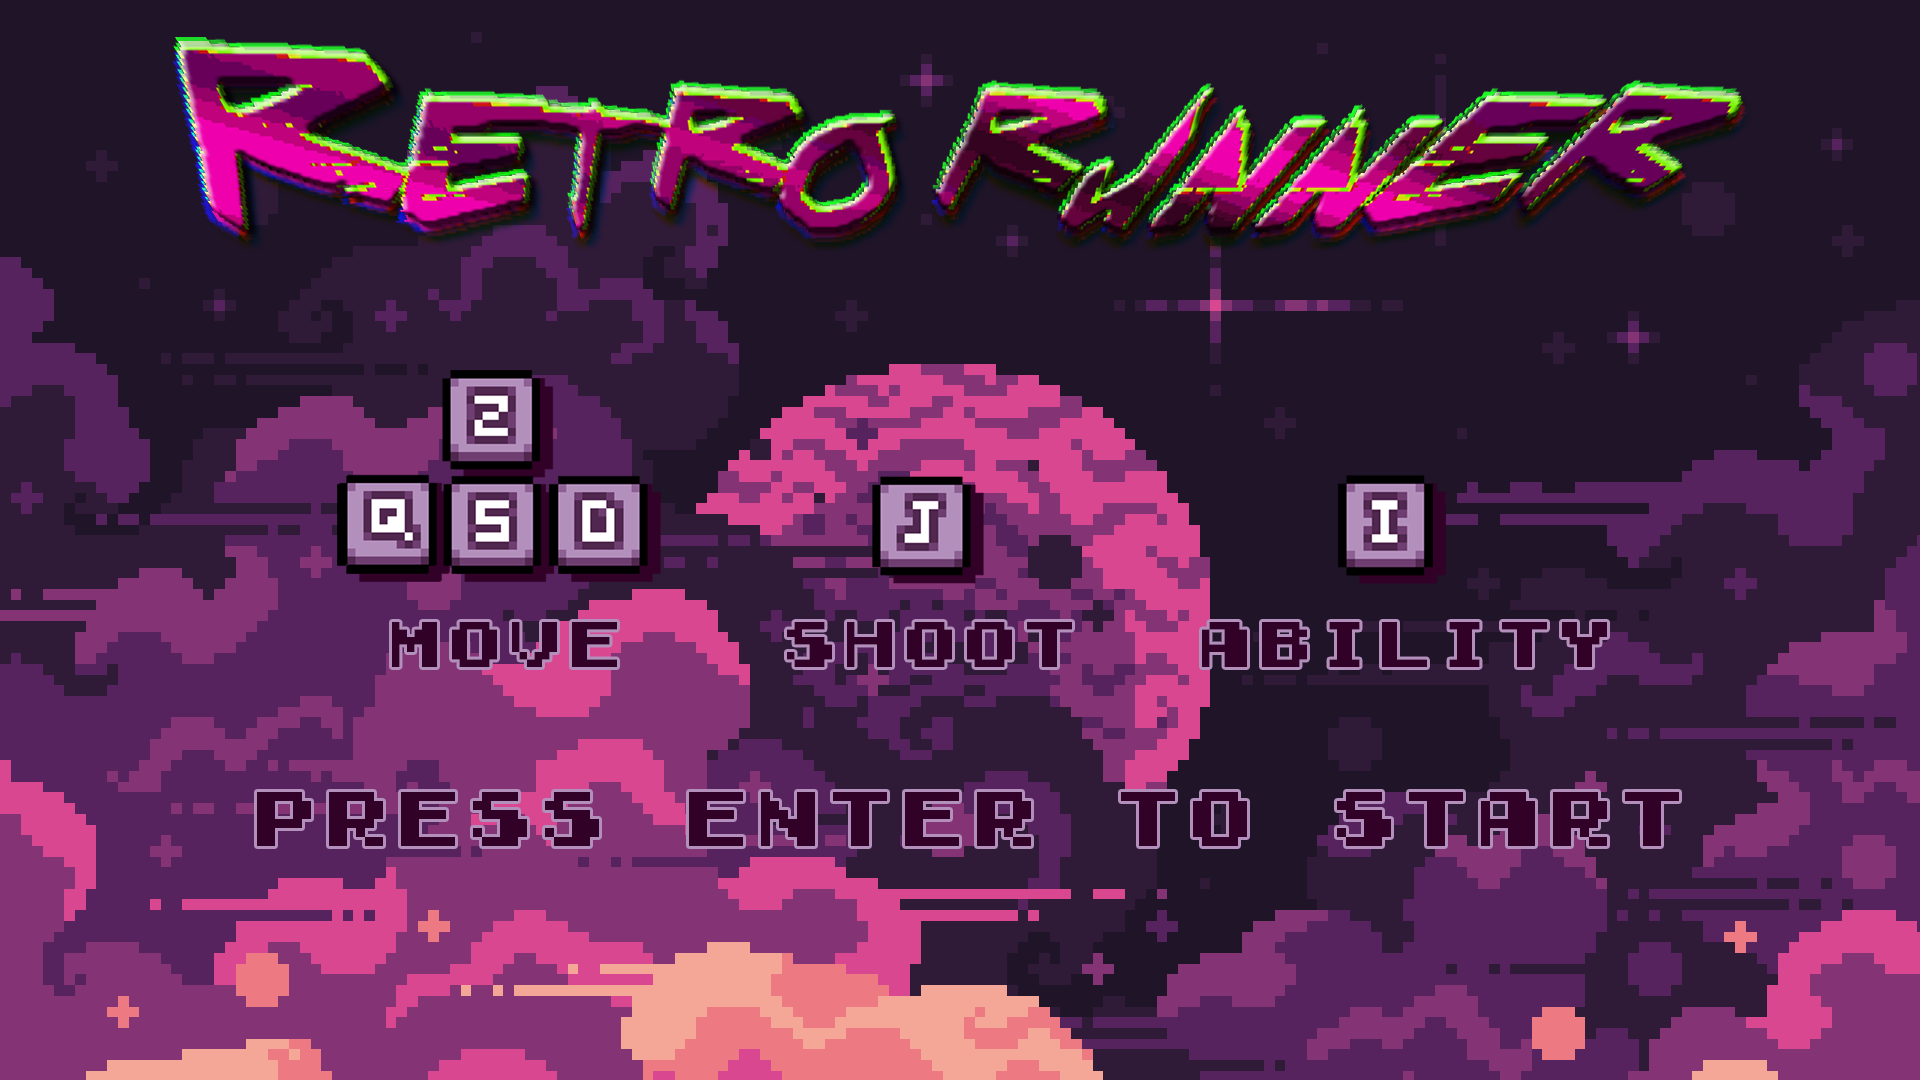 RETRO RUNNER
Z
Q S D J I
MOVE SHOOT ABILITY
PRESS ENTER TO START